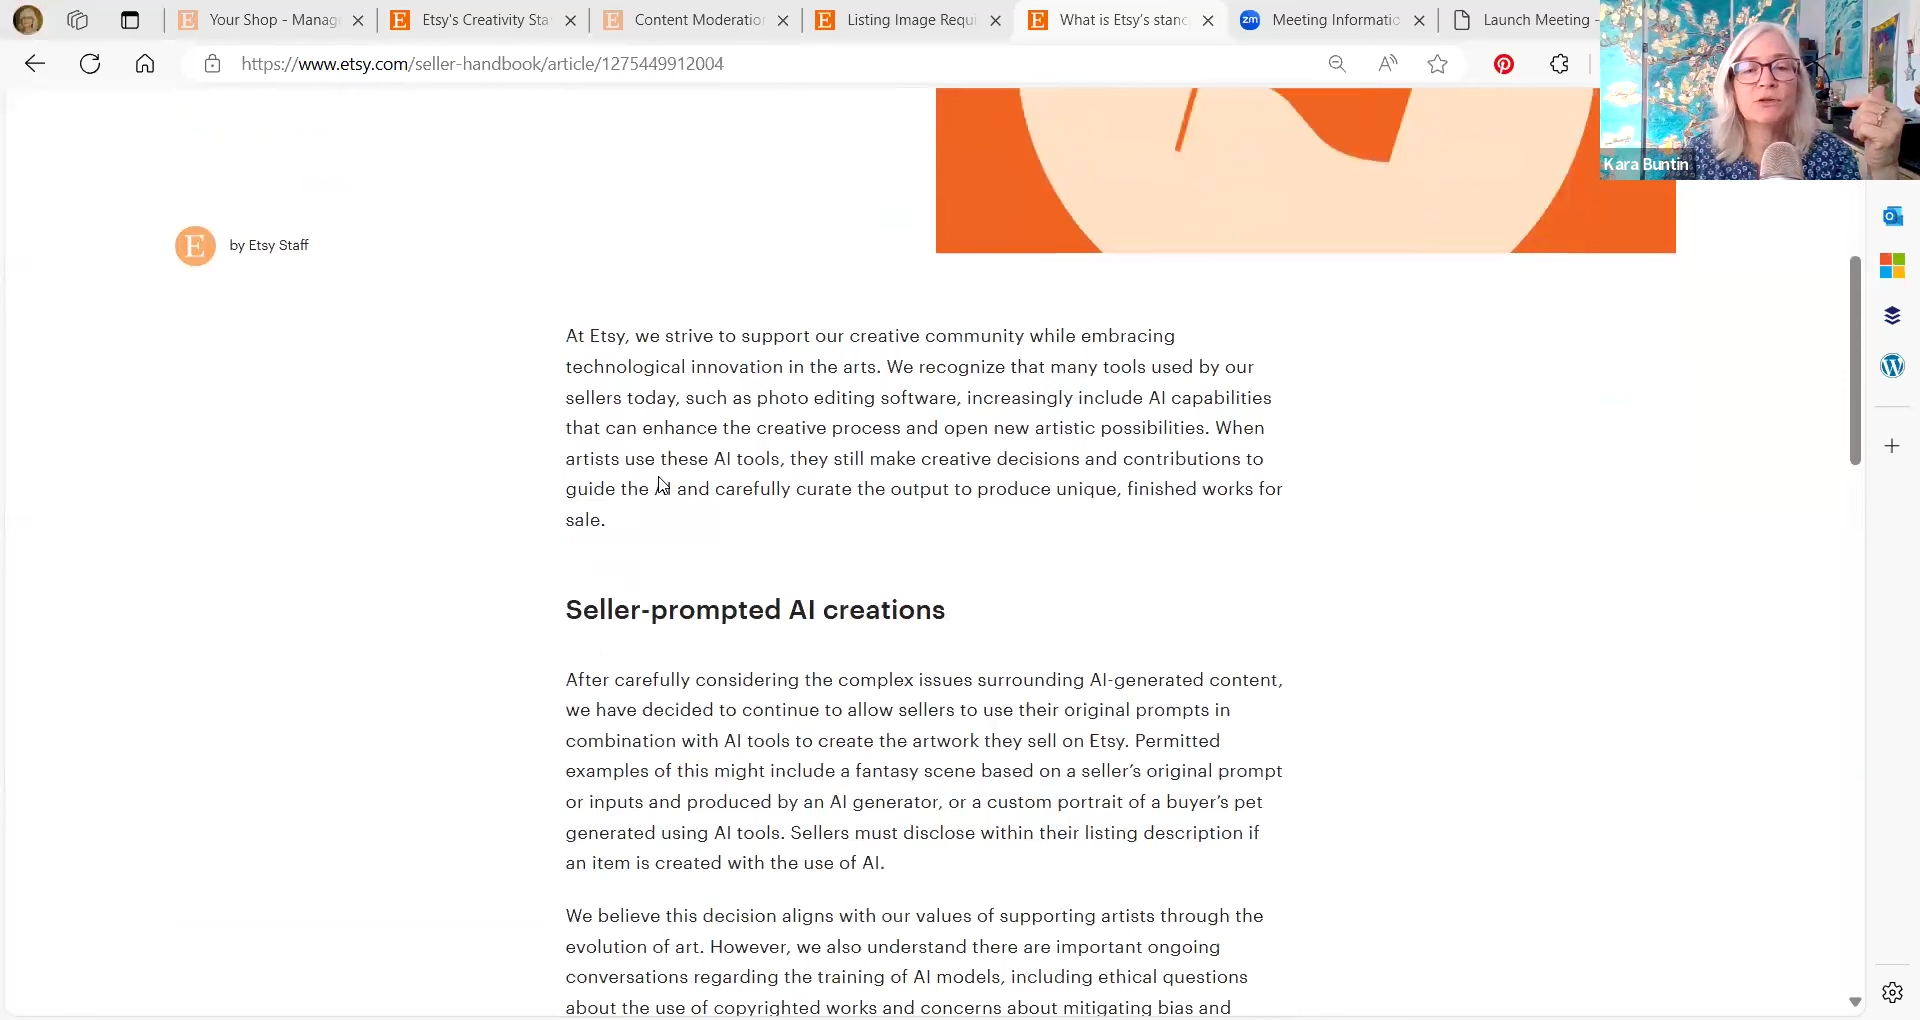 Your Shop - Manag
Etsy's Creativity Sta
Content Moderation
Listing Image Requi
What is Etsy's stanc
zm
Meeting Informatio
Launch Meeting -
https://www.etsy.com/seller-handbook/article/1275449912004
Kara Buntin
E by Etsy Staff
At Etsy, we strive to support our creative community while embracing
technological innovation in the arts. We recognize that many tools used by our
sellers today, such as photo editing software, increasingly include AI capabilities
that can enhance the creative process and open new artistic possibilities. When
artists use these AI tools, they still make creative decisions and contributions to
guide the AI and carefully curate the output to produce unique, finished works for
sale.
Seller-prompted AI creations
After carefully considering the complex issues surrounding AI-generated content,
we have decided to continue to allow sellers to use their original prompts in
combination with AI tools to create the artwork they sell on Etsy. Permitted
examples of this might include a fantasy scene based on a seller's original prompt
or inputs and produced by an AI generator, or a custom portrait of a buyer's pet
generated using AI tools. Sellers must disclose within their listing description if
an item is created with the use of AI.
We believe this decision aligns with our values of supporting artists through the
evolution of art. However, we also understand there are important ongoing
conversations regarding the training of AI models, including ethical questions
about the use of copyrighted works and concerns about mitigating bias and